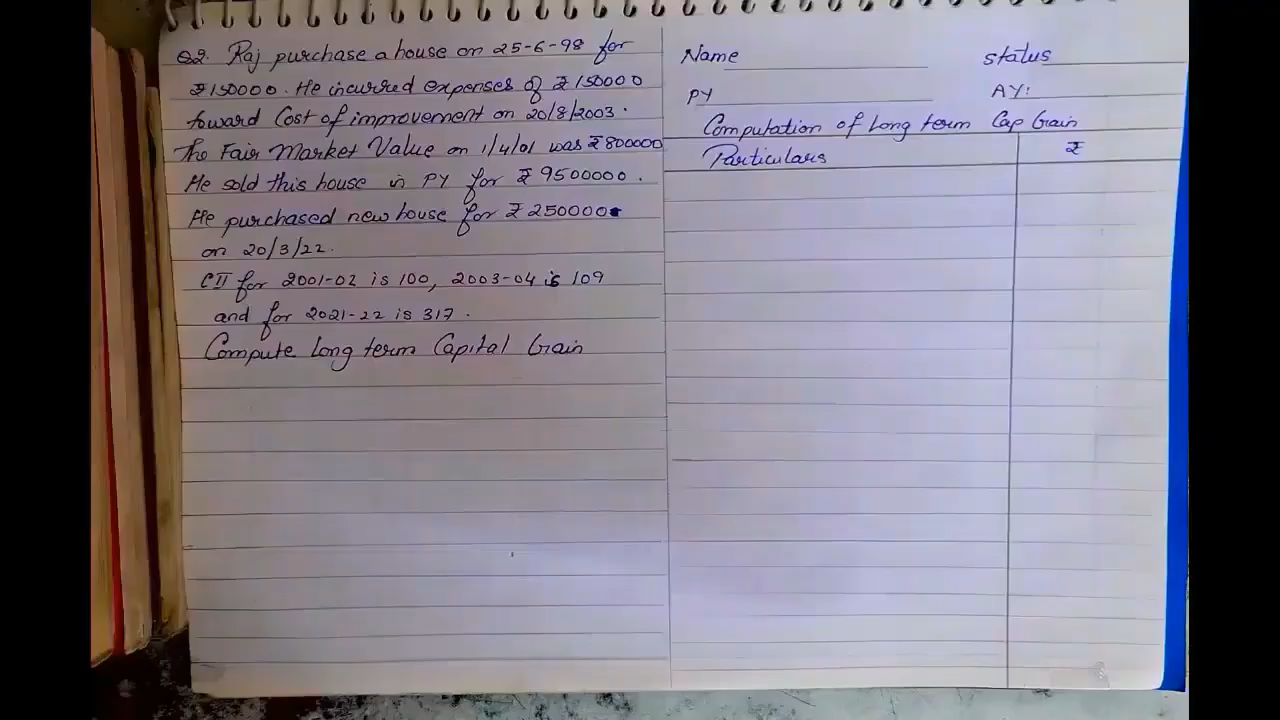 Q2. Raj purchase a house on 25-6-98 for
₹150000. He incurred expenses of ₹150000
toward Cost of improvement on 20/8/2003.
The Fair Market Value on 1/4/01 was ₹800000
He sold this house in PY for ₹9500000.
He purchased new house for ₹250000
on 20/3/22.
CII for 2001-02 is 100, 2003-04 is 109
and for 2021-22 is 317.
Compute long term Capital Gain
Name status
PY AY:
Computation of Long term Cap Gain
Particulars ₹